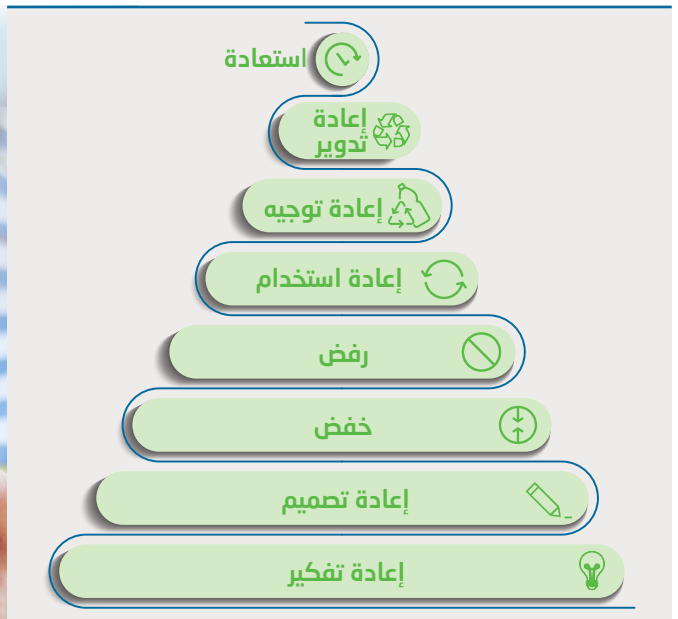 استعادة
إعادة
تدوير
إعادة توجيه
إعادة استخدام
رفض
خفض
إعادة تصميم
إعادة تفكير